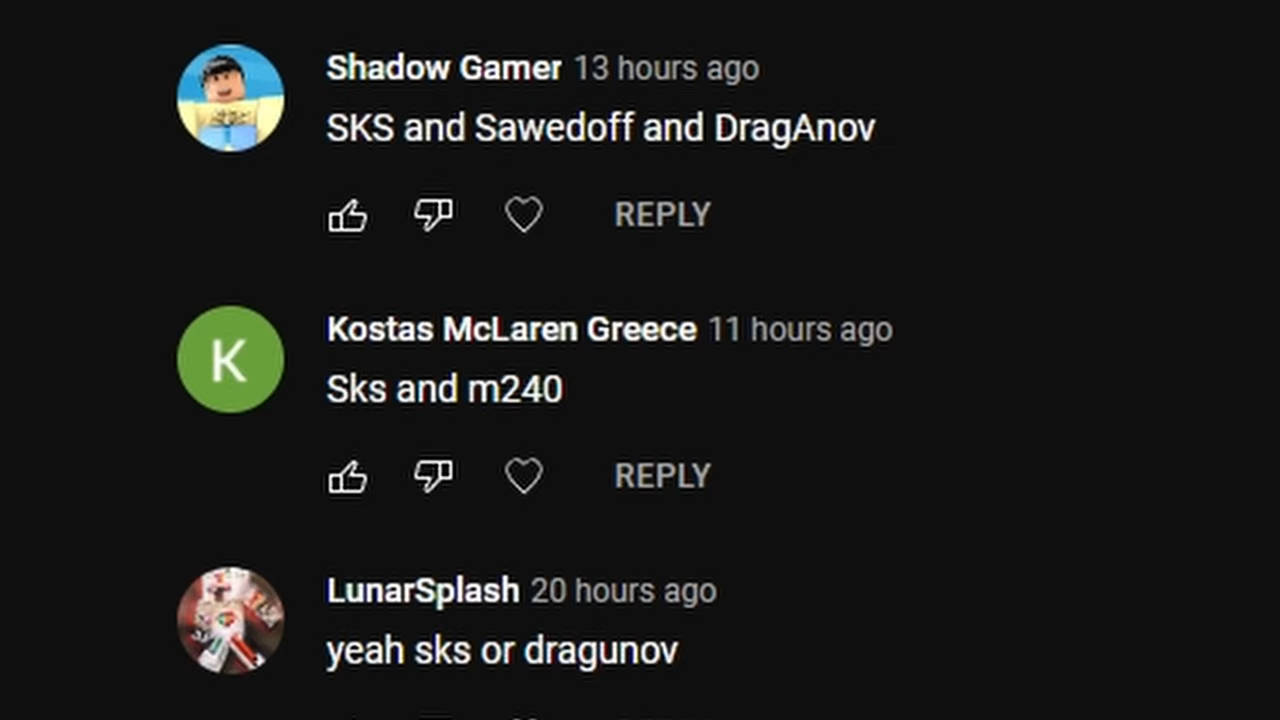 Shadow Gamer 13 hours ago
SKS and Sawedoff and DragAnov
REPLY
K
Kostas McLaren Greece 11 hours ago
Sks and m240
REPLY
LunarSplash 20 hours ago
yeah sks or dragunov